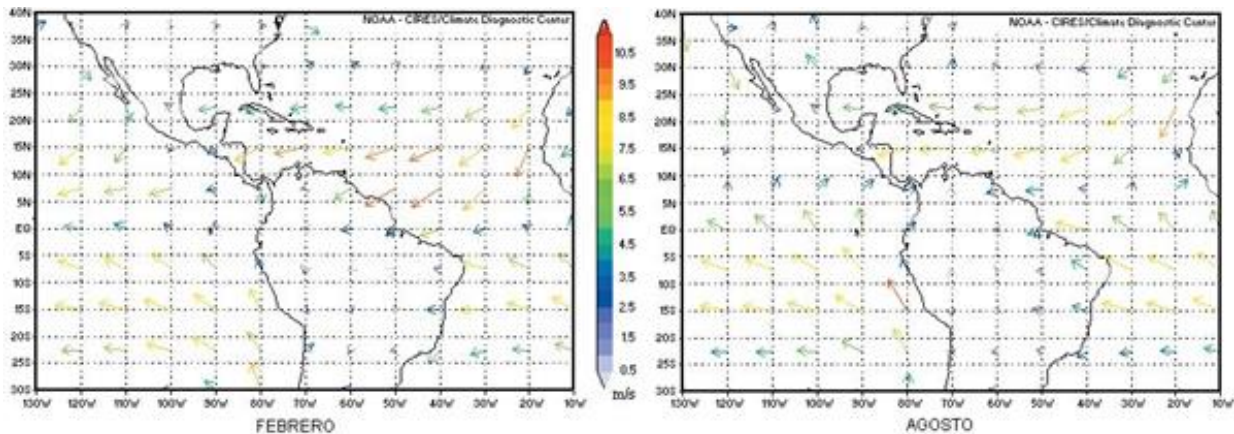 NOAA - CIRES/Climate Diagnostic Center
40N
35N
30N
25N
20N
15N
10N
5N
EQ
5S
10S
15S
20S
25S
30S
130W 120W 110W 100W 90W 80W 70W 60W 50W 40W 30W 20W 10W
FEBRERO
10.5
9.5
8.5
7.5
6.5
5.5
4.5
3.5
2.5
1.5
0.5
m/s
NOAA - CIRES/Climate Diagnostic Center
40N
35N
30N
25N
20N
15N
10N
5N
EQ
5S
10S
15S
20S
25S
30S
130W 120W 110W 100W 90W 80W 70W 60W 50W 40W 30W 20W 10W
AGOSTO